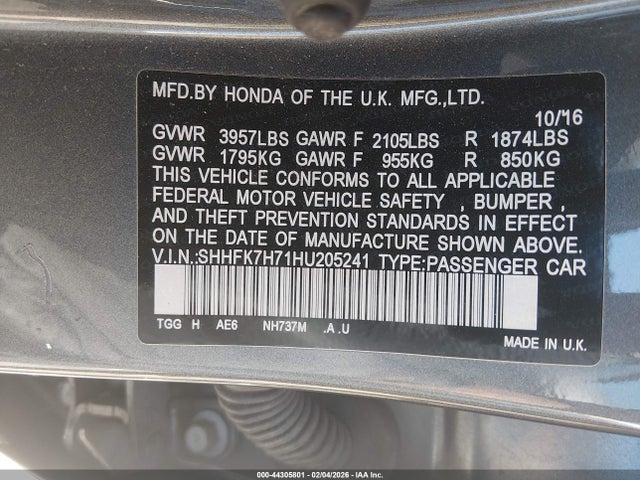 MFD.BY HONDA OF THE U.K. MFG.,LTD.
10/16
GVWR 3957LBS GAWR F 2105LBS R 1874LBS
GVWR 1795KG GAWR F 955KG R 850KG
THIS VEHICLE CONFORMS TO ALL APPLICABLE
FEDERAL MOTOR VEHICLE SAFETY , BUMPER ,
AND THEFT PREVENTION STANDARDS IN EFFECT
ON THE DATE OF MANUFACTURE SHOWN ABOVE.
V.I.N.:SHHFK7H71HU205241 TYPE:PASSENGER CAR
TGG H AE6 NH737M .A .U
MADE IN U.K.
000-44305801 - 02/04/2026 - IAA Inc.